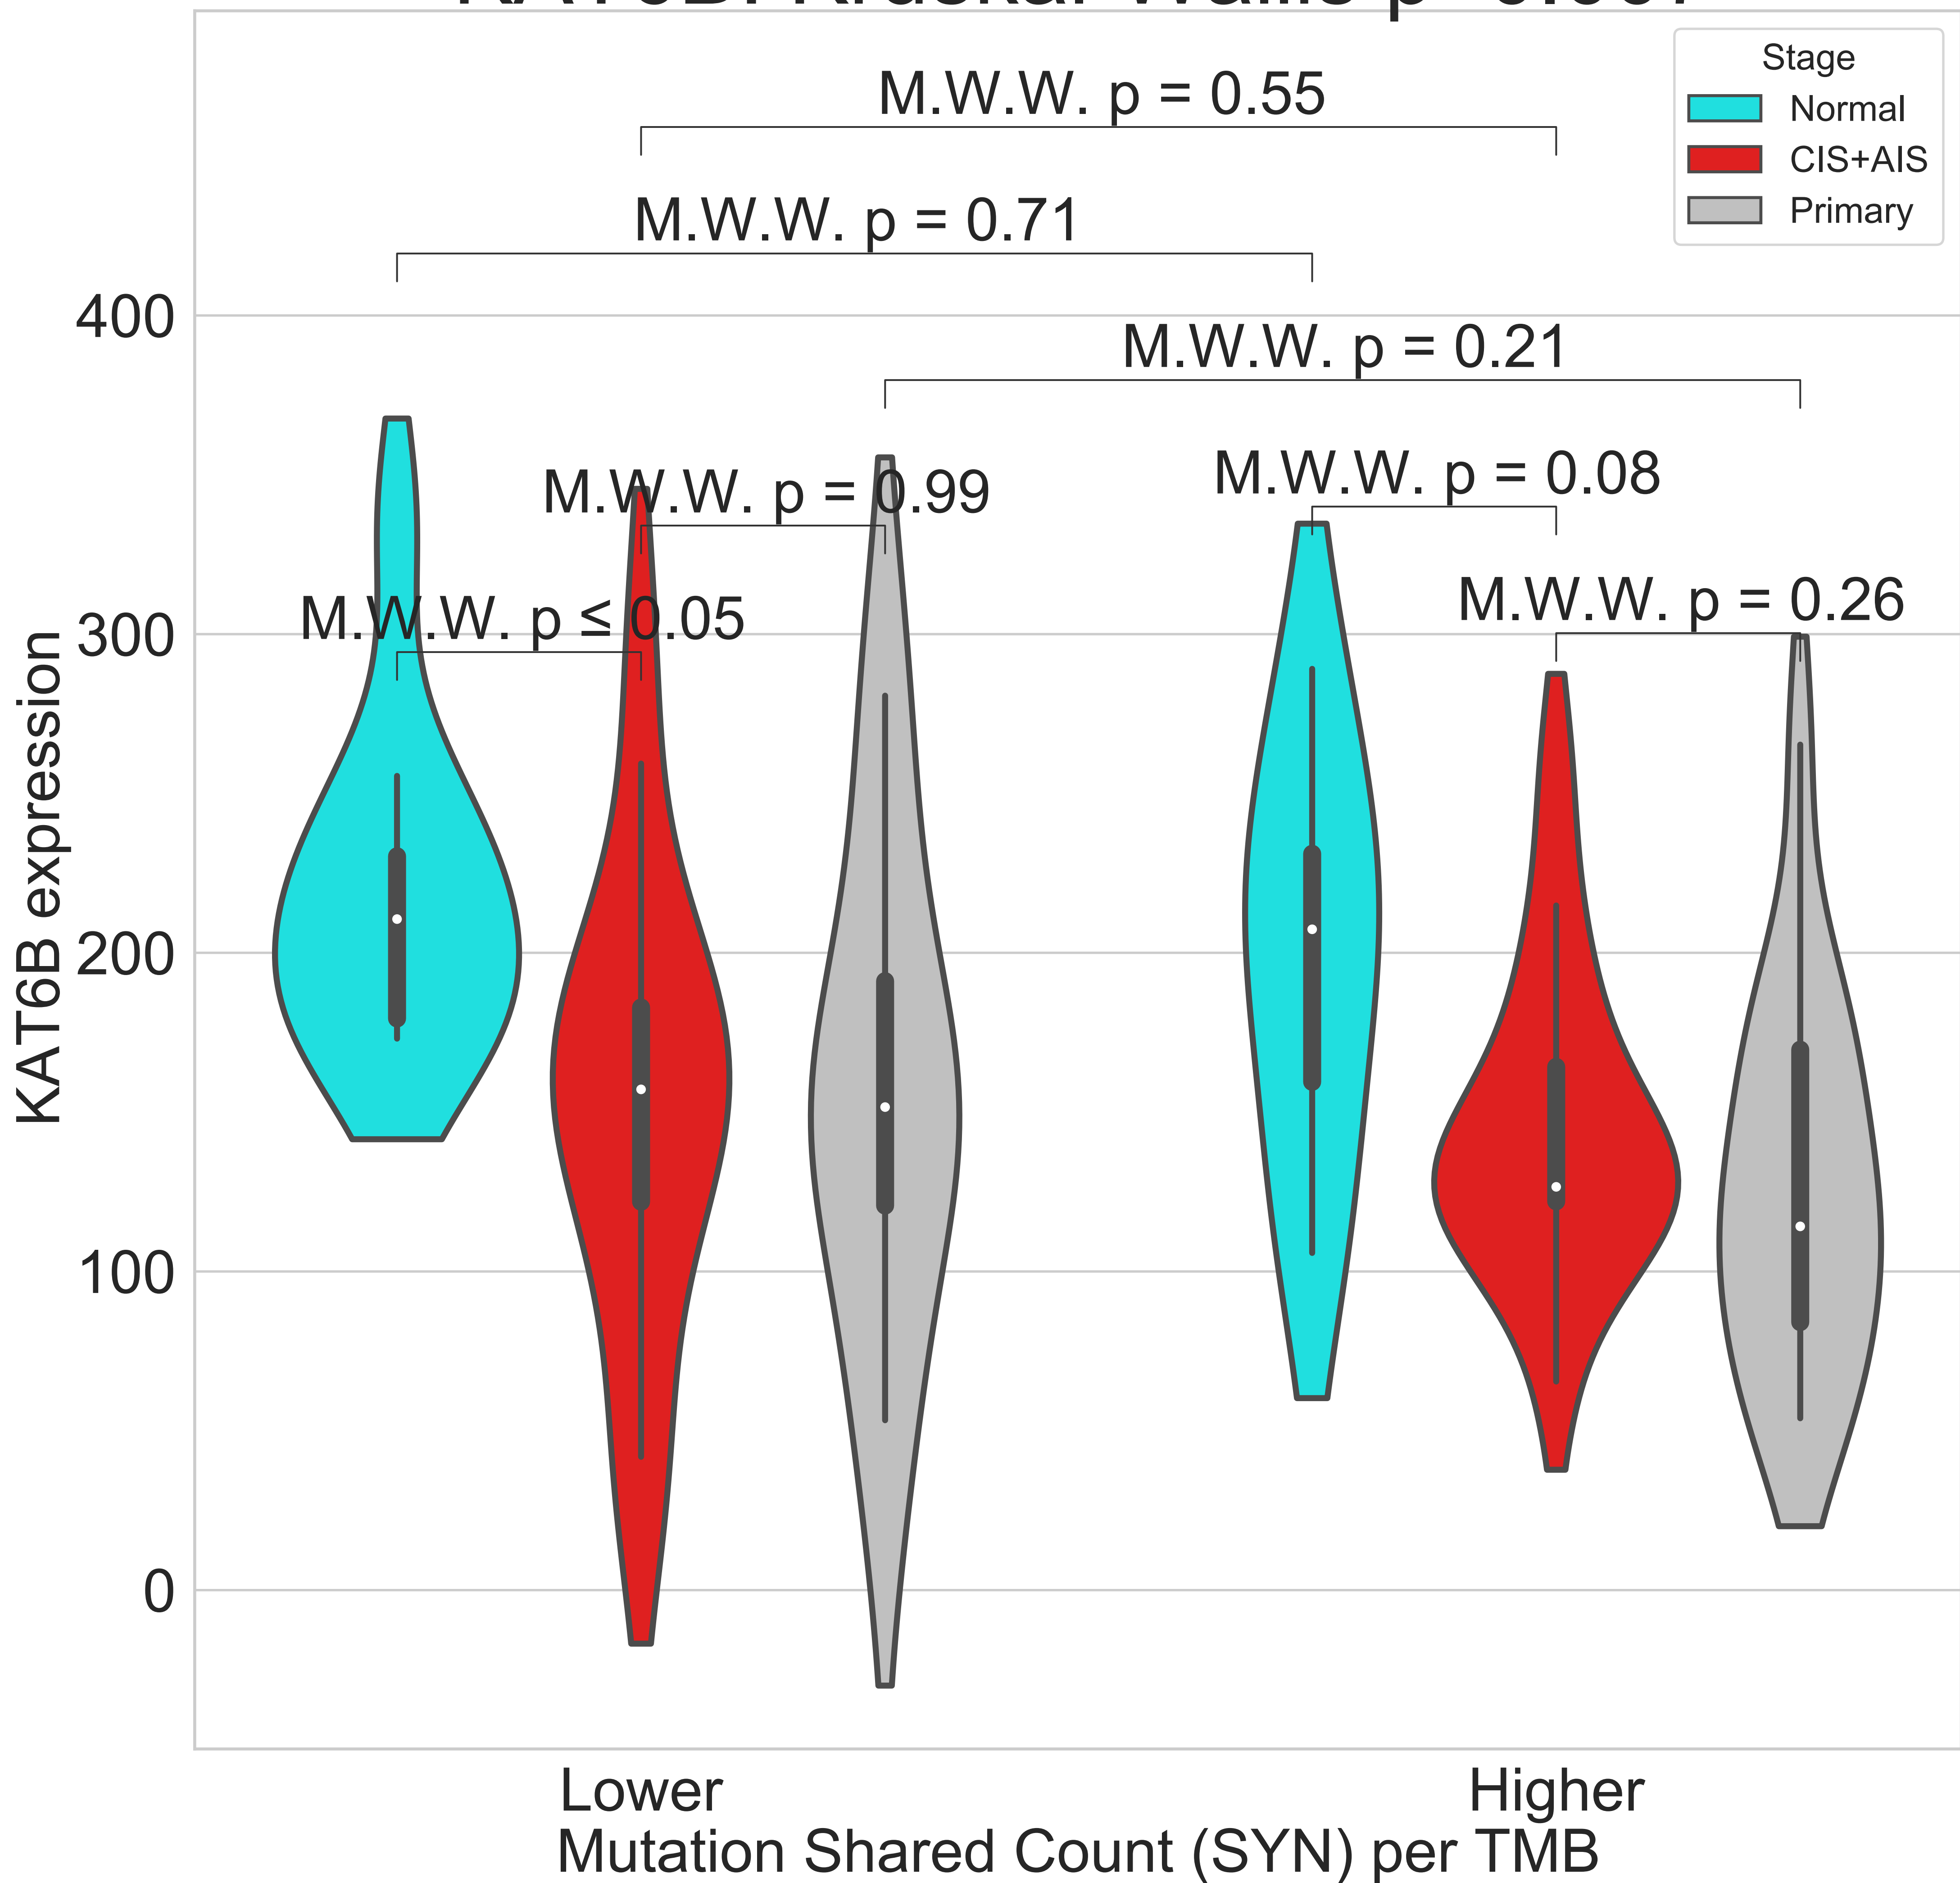 Stage
Normal
CIS+AIS
Primary
M.W.W. p = 0.55
M.W.W. p = 0.71
M.W.W. p = 0.21
M.W.W. p = 0.99
M.W.W. p = 0.08
M.W.W. p ≤ 0.05
M.W.W. p = 0.26
KAT6B expression
400
300
200
100
0
Lower
Higher
Mutation Shared Count (SYN) per TMB